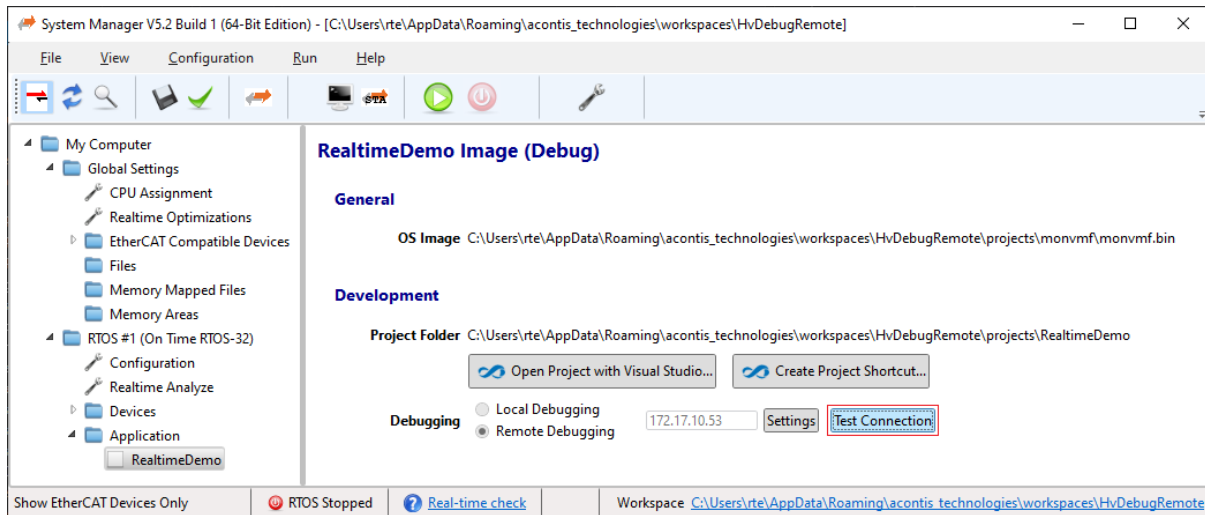 System Manager V5.2 Build 1 (64-Bit Edition) - [C:\Users\rte\AppData\Roaming\acontis_technologies\workspaces\HvDebugRemote]
File View Configuration Run Help
STA
My Computer
Global Settings
CPU Assignment
Realtime Optimizations
EtherCAT Compatible Devices
Files
Memory Mapped Files
Memory Areas
RTOS #1 (On Time RTOS-32)
Configuration
Realtime Analyze
Devices
Application
RealtimeDemo
RealtimeDemo Image (Debug)
General
OS Image C:\Users\rte\AppData\Roaming\acontis_technologies\workspaces\HvDebugRemote\projects\monvmf\monvmf.bin
Development
Project Folder C:\Users\rte\AppData\Roaming\acontis_technologies\workspaces\HvDebugRemote\projects\RealtimeDemo
Open Project with Visual Studio... Create Project Shortcut...
Debugging
Local Debugging
Remote Debugging
172.17.10.53 Settings Test Connection
Show EtherCAT Devices Only RTOS Stopped Real-time check Workspace C:\Users\rte\AppData\Roaming\acontis_technologies\workspaces\HvDebugRemote